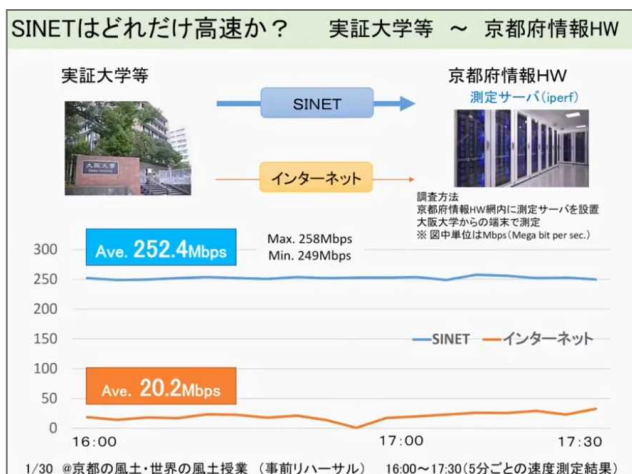 SINETはどれだけ高速か？ 実証大学等 ～ 京都府情報HW
実証大学等
京都府情報HW
測定サーバ（iperf）
SINET
大阪大学
インターネット
調査方法
京都府情報HW網内に測定サーバを設置
大阪大学からの端末で測定
※ 図中単位はMbps（Mega bit per sec.）
Ave. 252.4Mbps
Max. 258Mbps
Min. 249Mbps
300
250
200
150
100
50
0
SINET インターネット
Ave. 20.2Mbps
16:00 17:00 17:30
1/30 @京都の風土・世界の風土授業 （事前リハーサル） 16:00～17:30（5分ごとの速度測定結果）